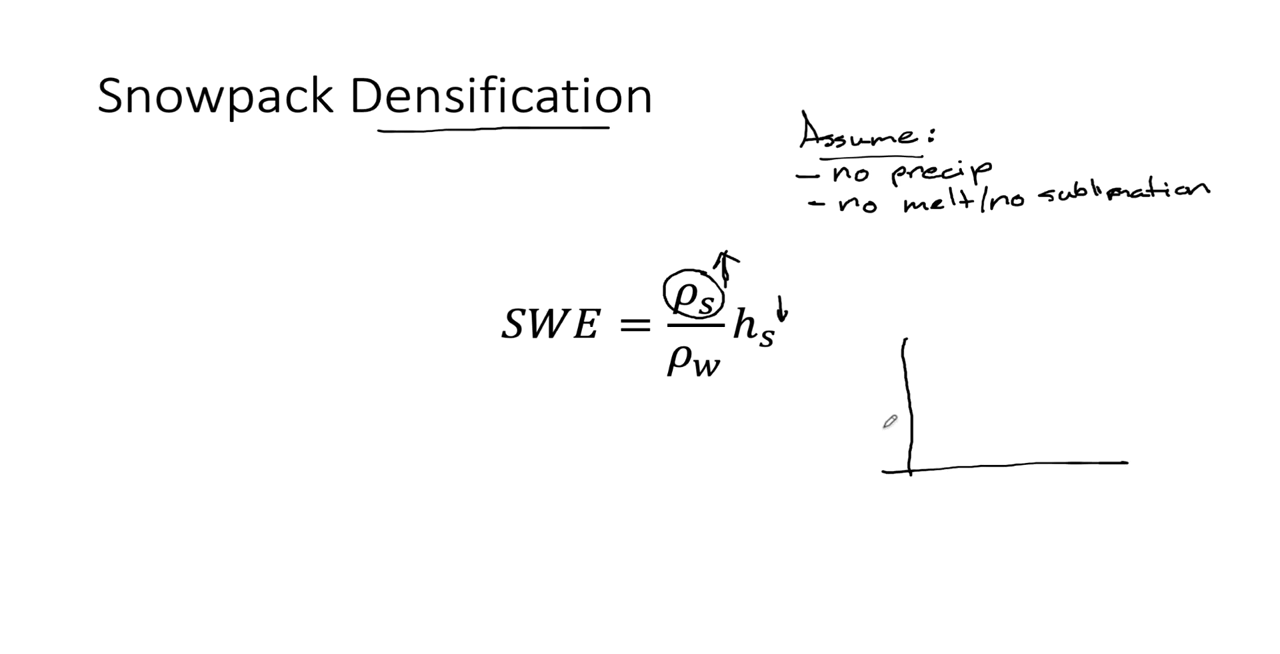 Snowpack Densification
Assume:
- no precip
- no melt/no sublimation
SWE = ρs/ρw hs